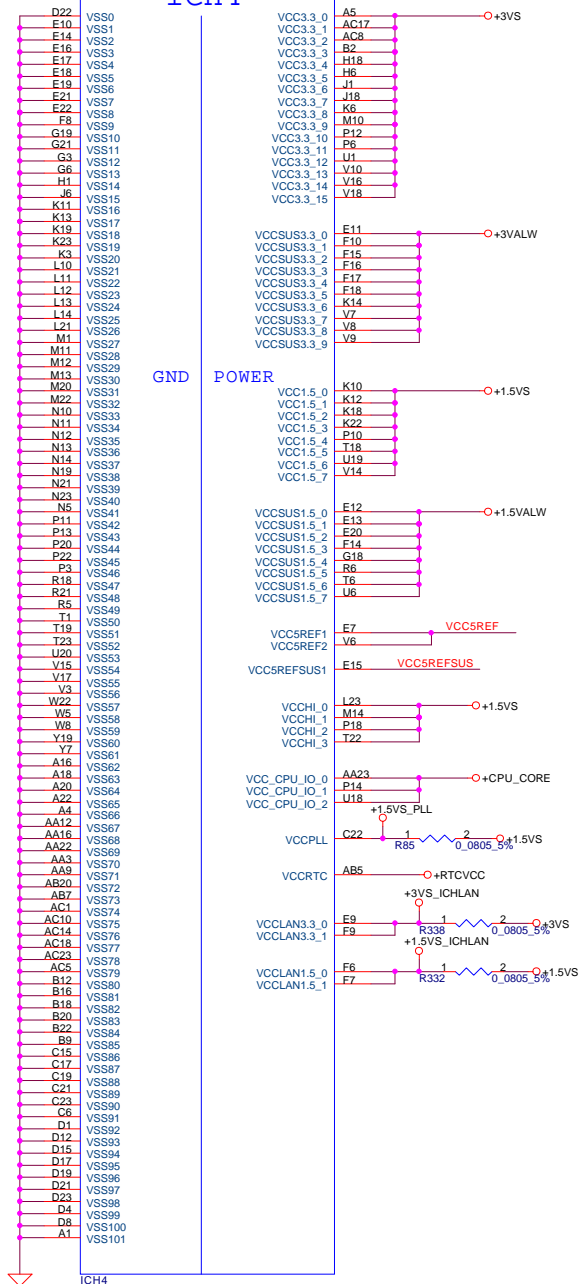 ICH4
D22 VSS0
E10 VSS1
E14 VSS2
E16 VSS3
E17 VSS4
E18 VSS5
E19 VSS6
E21 VSS7
E22 VSS8
F8 VSS9
G19 VSS10
G21 VSS11
G3 VSS12
G6 VSS13
H1 VSS14
J6 VSS15
K11 VSS16
K13 VSS17
K19 VSS18
K23 VSS19
K3 VSS20
L10 VSS21
L11 VSS22
L12 VSS23
L13 VSS24
L14 VSS25
L21 VSS26
M1 VSS27
M11 VSS28
M12 VSS29
M13 VSS30
M20 VSS31
M22 VSS32
N10 VSS33
N11 VSS34
N12 VSS35
N13 VSS36
N14 VSS37
N19 VSS38
N21 VSS39
N23 VSS40
N5 VSS41
P11 VSS42
P13 VSS43
P20 VSS44
P22 VSS45
P3 VSS46
R18 VSS47
R21 VSS48
R5 VSS49
T1 VSS50
T19 VSS51
T23 VSS52
U20 VSS53
V15 VSS54
V17 VSS55
V3 VSS56
W22 VSS57
W5 VSS58
W8 VSS59
Y19 VSS60
Y7 VSS61
A16 VSS62
A18 VSS63
A20 VSS64
A22 VSS65
A4 VSS66
AA12 VSS67
AA16 VSS68
AA22 VSS69
AA3 VSS70
AA9 VSS71
AB20 VSS72
AB7 VSS73
AC1 VSS74
AC10 VSS75
AC14 VSS76
AC18 VSS77
AC23 VSS78
AC5 VSS79
B12 VSS80
B16 VSS81
B18 VSS82
B20 VSS83
B22 VSS84
B9 VSS85
C15 VSS86
C17 VSS87
C19 VSS88
C21 VSS89
C23 VSS90
C6 VSS91
D1 VSS92
D12 VSS93
D15 VSS94
D17 VSS95
D19 VSS96
D21 VSS97
D23 VSS98
D4 VSS99
D8 VSS100
A1 VSS101
GND POWER
VCC3.3_0 A5 +3VS
VCC3.3_1 AC17
VCC3.3_2 AC8
VCC3.3_3 B2
VCC3.3_4 H18
VCC3.3_5 H6
VCC3.3_6 J1
VCC3.3_7 J18
VCC3.3_8 K6
VCC3.3_9 M10
VCC3.3_10 P12
VCC3.3_11 P6
VCC3.3_12 U1
VCC3.3_13 V10
VCC3.3_14 V16
VCC3.3_15 V18
VCCSUS3.3_0 E11 +3VALW
VCCSUS3.3_1 F10
VCCSUS3.3_2 F15
VCCSUS3.3_3 F16
VCCSUS3.3_4 F17
VCCSUS3.3_5 F18
VCCSUS3.3_6 K14
VCCSUS3.3_7 V7
VCCSUS3.3_8 V8
VCCSUS3.3_9 V9
VCC1.5_0 K10 +1.5VS
VCC1.5_1 K12
VCC1.5_2 K18
VCC1.5_3 K22
VCC1.5_4 P10
VCC1.5_5 T18
VCC1.5_6 U19
VCC1.5_7 V14
VCCSUS1.5_0 E12 +1.5VALW
VCCSUS1.5_1 E13
VCCSUS1.5_2 E20
VCCSUS1.5_3 F14
VCCSUS1.5_4 G18
VCCSUS1.5_5 R6
VCCSUS1.5_6 T6
VCCSUS1.5_7 U6
VCC5REF1 E7 VCC5REF
VCC5REF2 V6
VCC5REFSUS1 E15 VCC5REFSUS
VCCHI_0 L23 +1.5VS
VCCHI_1 M14
VCCHI_2 P18
VCCHI_3 T22
VCC_CPU_IO_0 AA23 +CPU_CORE
VCC_CPU_IO_1 P14
VCC_CPU_IO_2 U18
+1.5VS_PLL
VCCPLL C22 1 2 +1.5VS
R85 0_0805_5%
VCCRTC AB5 +RTCVCC
+3VS_ICHLAN
VCCLAN3.3_0 E9 1 2 +3VS
VCCLAN3.3_1 F9 R338 0_0805_5%
+1.5VS_ICHLAN
VCCLAN1.5_0 F6 1 2 +1.5VS
VCCLAN1.5_1 F7 R332 0_0805_5%
ICH4